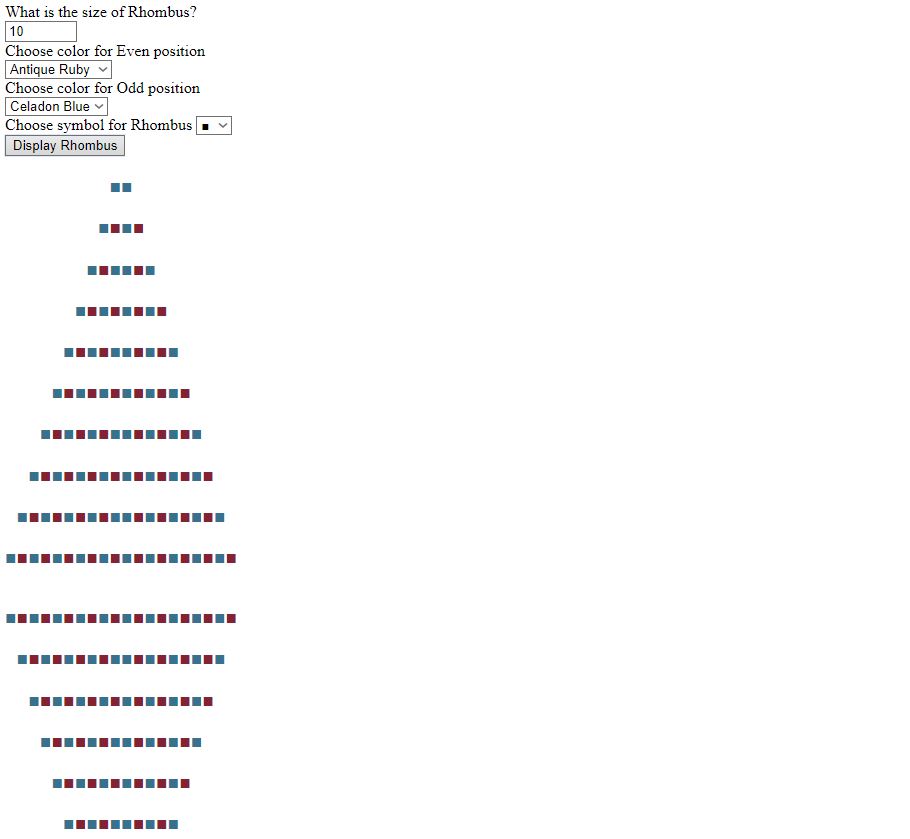 What is the size of Rhombus?
10
Choose color for Even position
Antique Ruby
Choose color for Odd position
Celadon Blue
Choose symbol for Rhombus ■
Display Rhombus
■■
■■■■
■■■■■■
■■■■■■■■
■■■■■■■■■■
■■■■■■■■■■■■
■■■■■■■■■■■■■■
■■■■■■■■■■■■■■■■
■■■■■■■■■■■■■■■■■■
■■■■■■■■■■■■■■■■■■■■
■■■■■■■■■■■■■■■■■■■■
■■■■■■■■■■■■■■■■■■
■■■■■■■■■■■■■■■■
■■■■■■■■■■■■■■
■■■■■■■■■■■■
■■■■■■■■■■